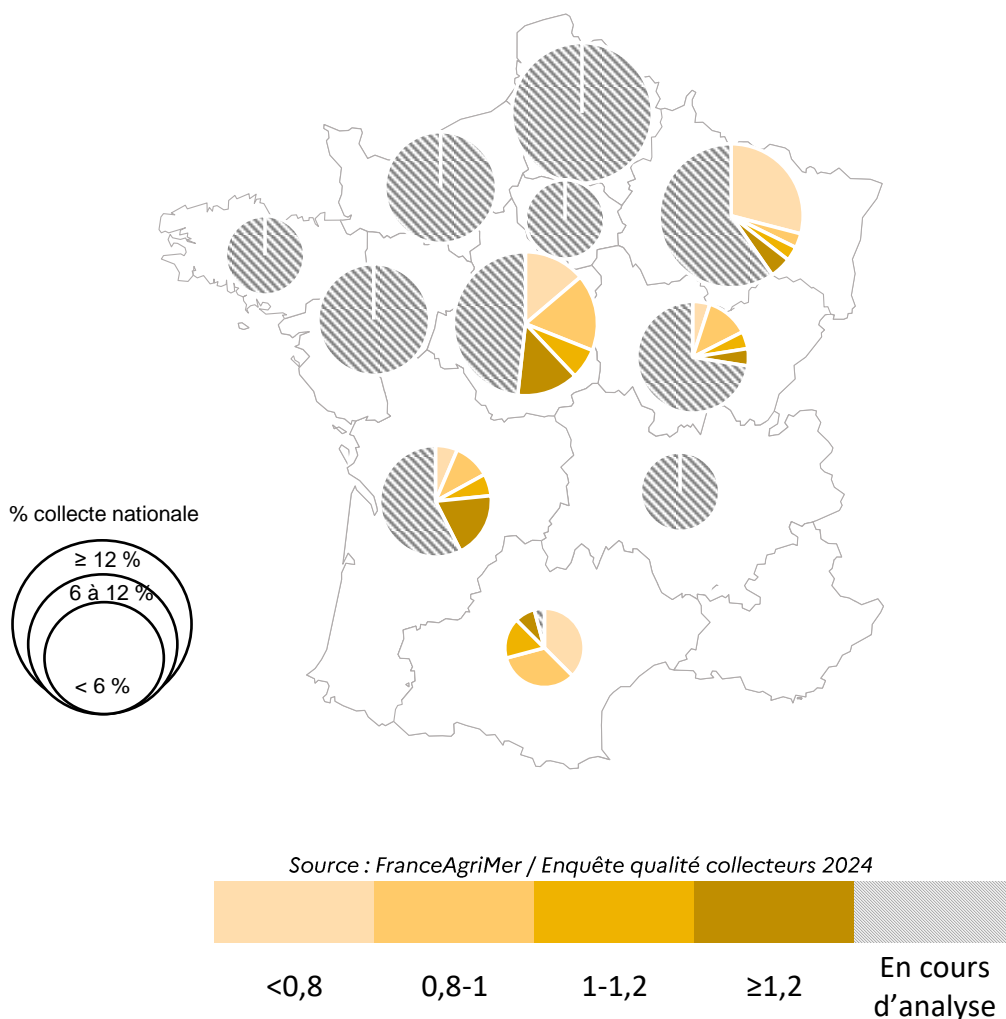 % collecte nationale
≥ 12 %
6 à 12 %
< 6 %
Source : FranceAgriMer / Enquête qualité collecteurs 2024
<0,8
0,8-1
1-1,2
≥1,2
En cours
d’analyse